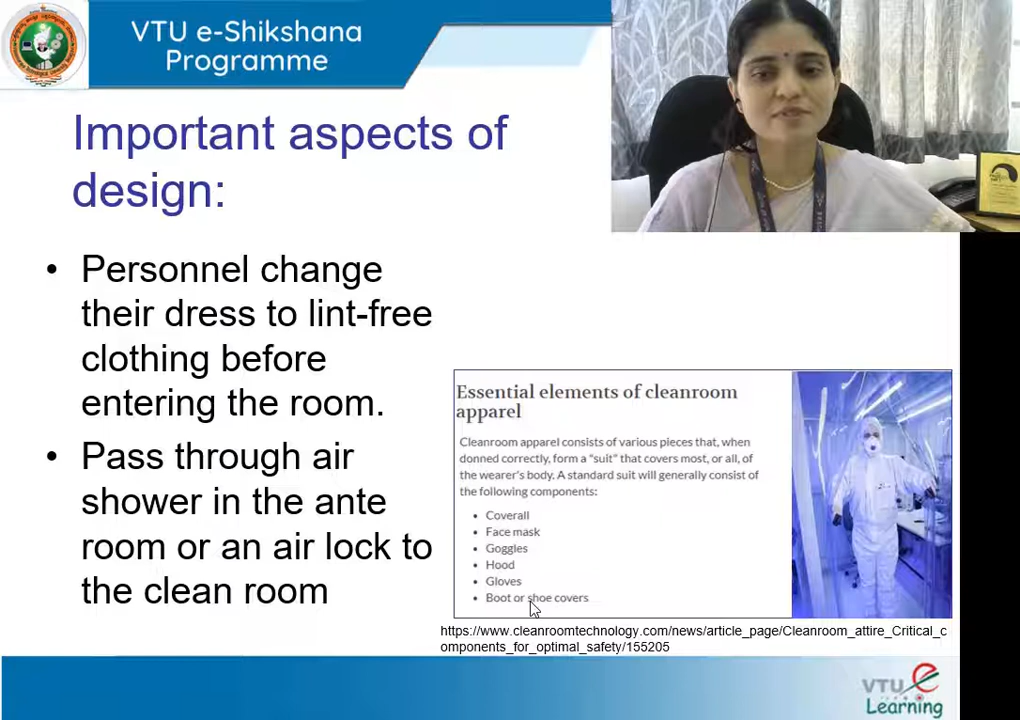 VTU e-Shikshana
Programme
Important aspects of
design:
• Personnel change
their dress to lint-free
clothing before
entering the room.
• Pass through air
shower in the ante
room or an air lock to
the clean room
Essential elements of cleanroom
apparel
Cleanroom apparel consists of various pieces that, when
donned correctly, form a "suit" that covers most, or all, of
the wearer's body. A standard suit will generally consist of
the following components:
• Coverall
• Face mask
• Goggles
• Hood
• Gloves
• Boot or shoe covers
https://www.cleanroomtechnology.com/news/article_page/Cleanroom_attire_Critical_c
omponents_for_optimal_safety/155205
VTU e
Learning